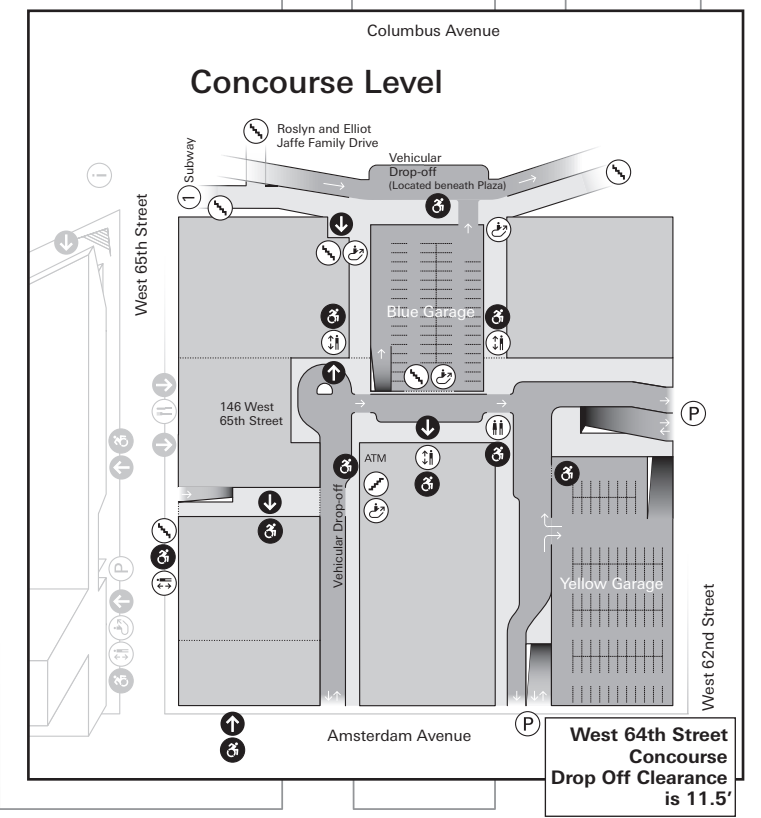 Columbus Avenue
Concourse Level
Roslyn and Elliot
Jaffe Family Drive
Subway
1
Vehicular
Drop-off
(Located beneath Plaza)
i
West 65th Street
Blue Garage
146 West
65th Street
P
ATM
Vehicular Drop-off
P
Yellow Garage
West 62nd Street
P
Amsterdam Avenue
West 64th Street
Concourse
Drop Off Clearance
is 11.5’